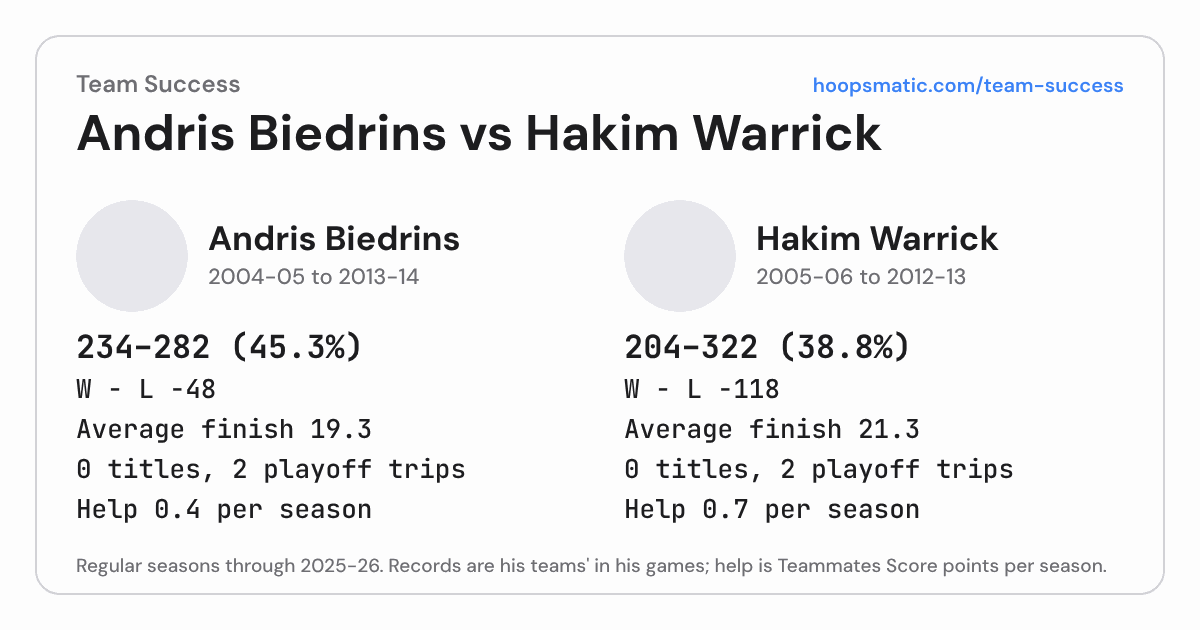 Team Success
hoopsmatic.com/team-success
Andris Biedrins vs Hakim Warrick
Andris Biedrins
2004-05 to 2013-14
234-282 (45.3%)
W - L -48
Average finish 19.3
0 titles, 2 playoff trips
Help 0.4 per season
Hakim Warrick
2005-06 to 2012-13
204-322 (38.8%)
W - L -118
Average finish 21.3
0 titles, 2 playoff trips
Help 0.7 per season
Regular seasons through 2025-26. Records are his teams' in his games; help is Teammates Score points per season.